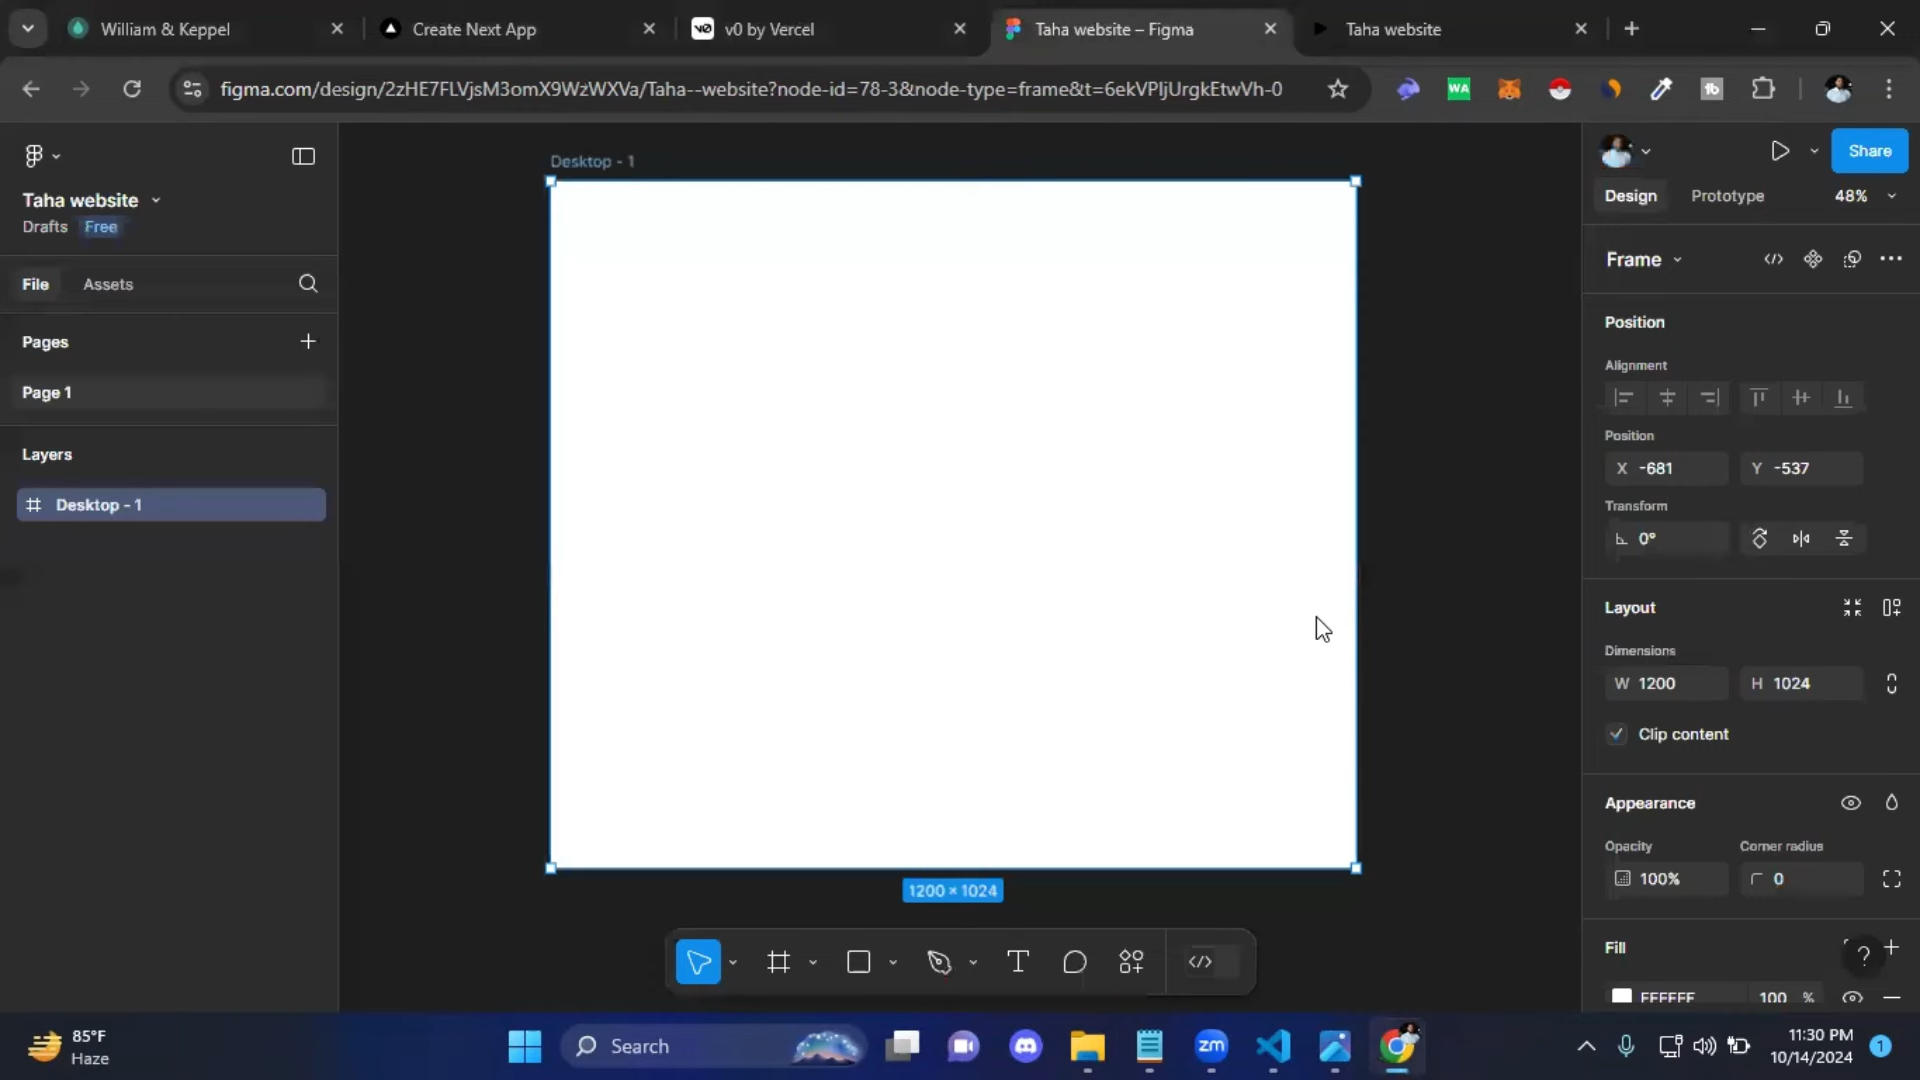 William & Keppel
Create Next App
v0 by Vercel
Taha website – Figma
Taha website
figma.com/design/2zHE7FLVjsM3omX9WzWXVa/Taha--website?node-id=78-3&node-type=frame&t=6ekVPljUrgkEtwVh-0
WA
Taha website
Drafts Free
File Assets
Pages
Page 1
Layers
Desktop - 1
Desktop - 1
1200 × 1024
Share
Design Prototype 48%
Frame
Position
Alignment
Position
X -681 Y -537
Transform
0°
Layout
Dimensions
W 1200 H 1024
Clip content
Appearance
Opacity Corner radius
100% 0
Fill
?
FFFFFF 100 %
85°F
Haze
Search
zm
11:30 PM
10/14/2024
1